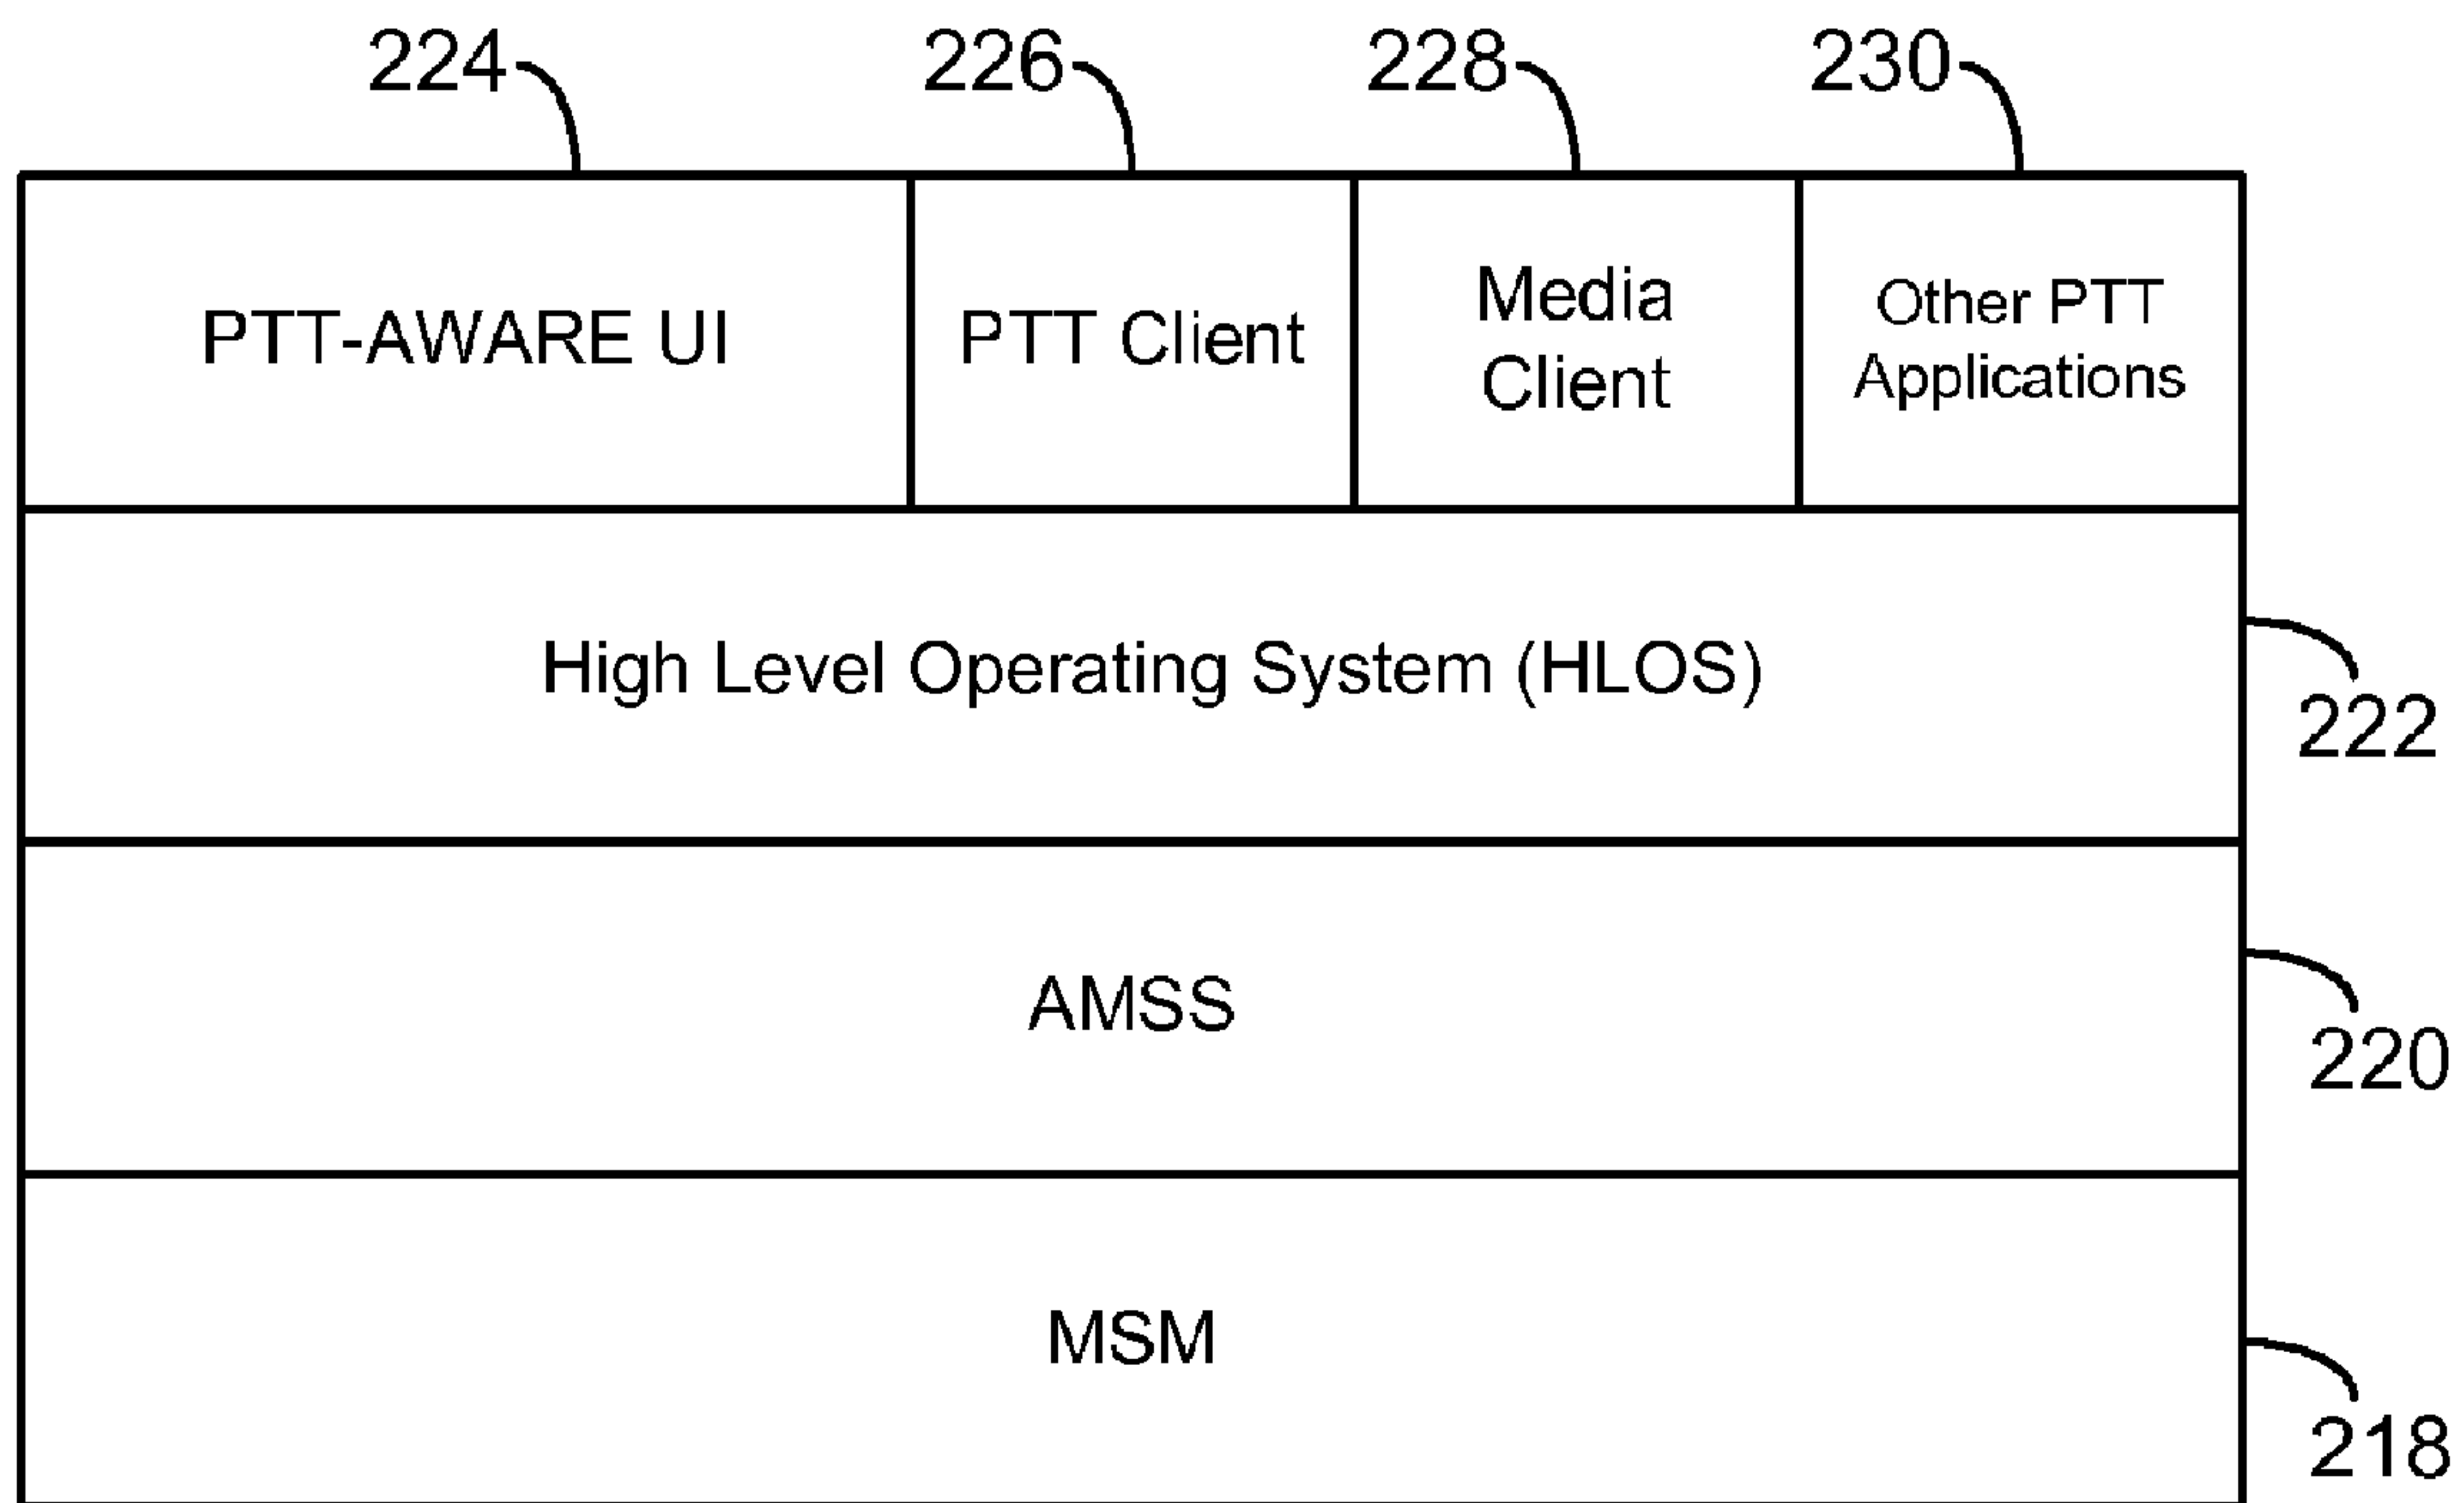 224 226 228 230
PTT-AWARE UI
PTT Client
Media
Client
Other PTT
Applications
High Level Operating System (HLOS)
222
AMSS
220
MSM
218